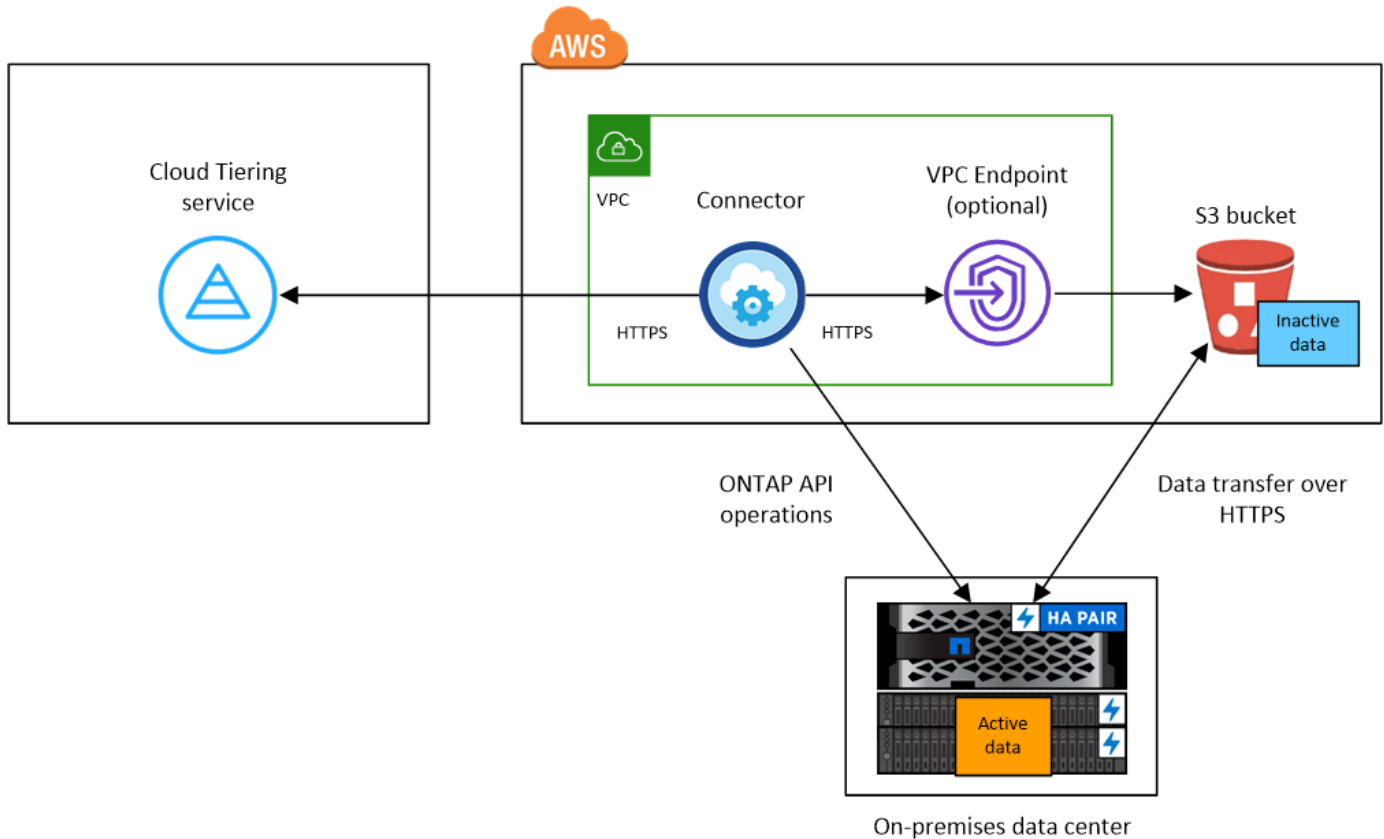 AWS
Cloud Tiering
service
VPC
Connector
VPC Endpoint
(optional)
S3 bucket
HTTPS
HTTPS
Inactive
data
ONTAP API
operations
Data transfer over
HTTPS
HA PAIR
Active
data
On-premises data center